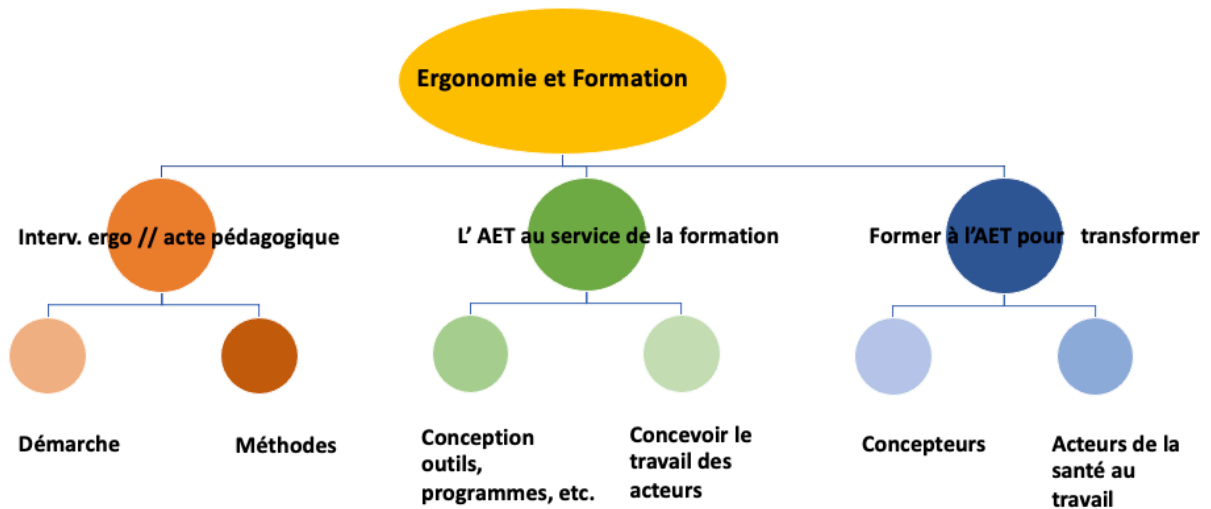 Ergonomie et Formation
Interv. ergo // acte pédagogique
L' AET au service de la formation
Former à l'AET pour transformer
Démarche
Méthodes
Conception
outils,
programmes, etc.
Concevoir le
travail des
acteurs
Concepteurs
Acteurs de la
santé au
travail